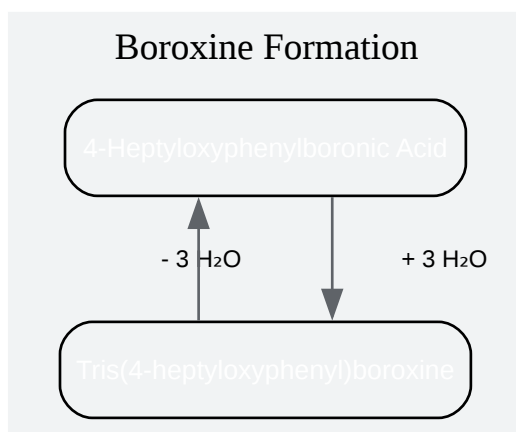 Boroxine Formation
4-Heptyloxyphenylboronic Acid
- 3 H₂O
+ 3 H₂O
Tris(4-heptyloxyphenyl)boroxine